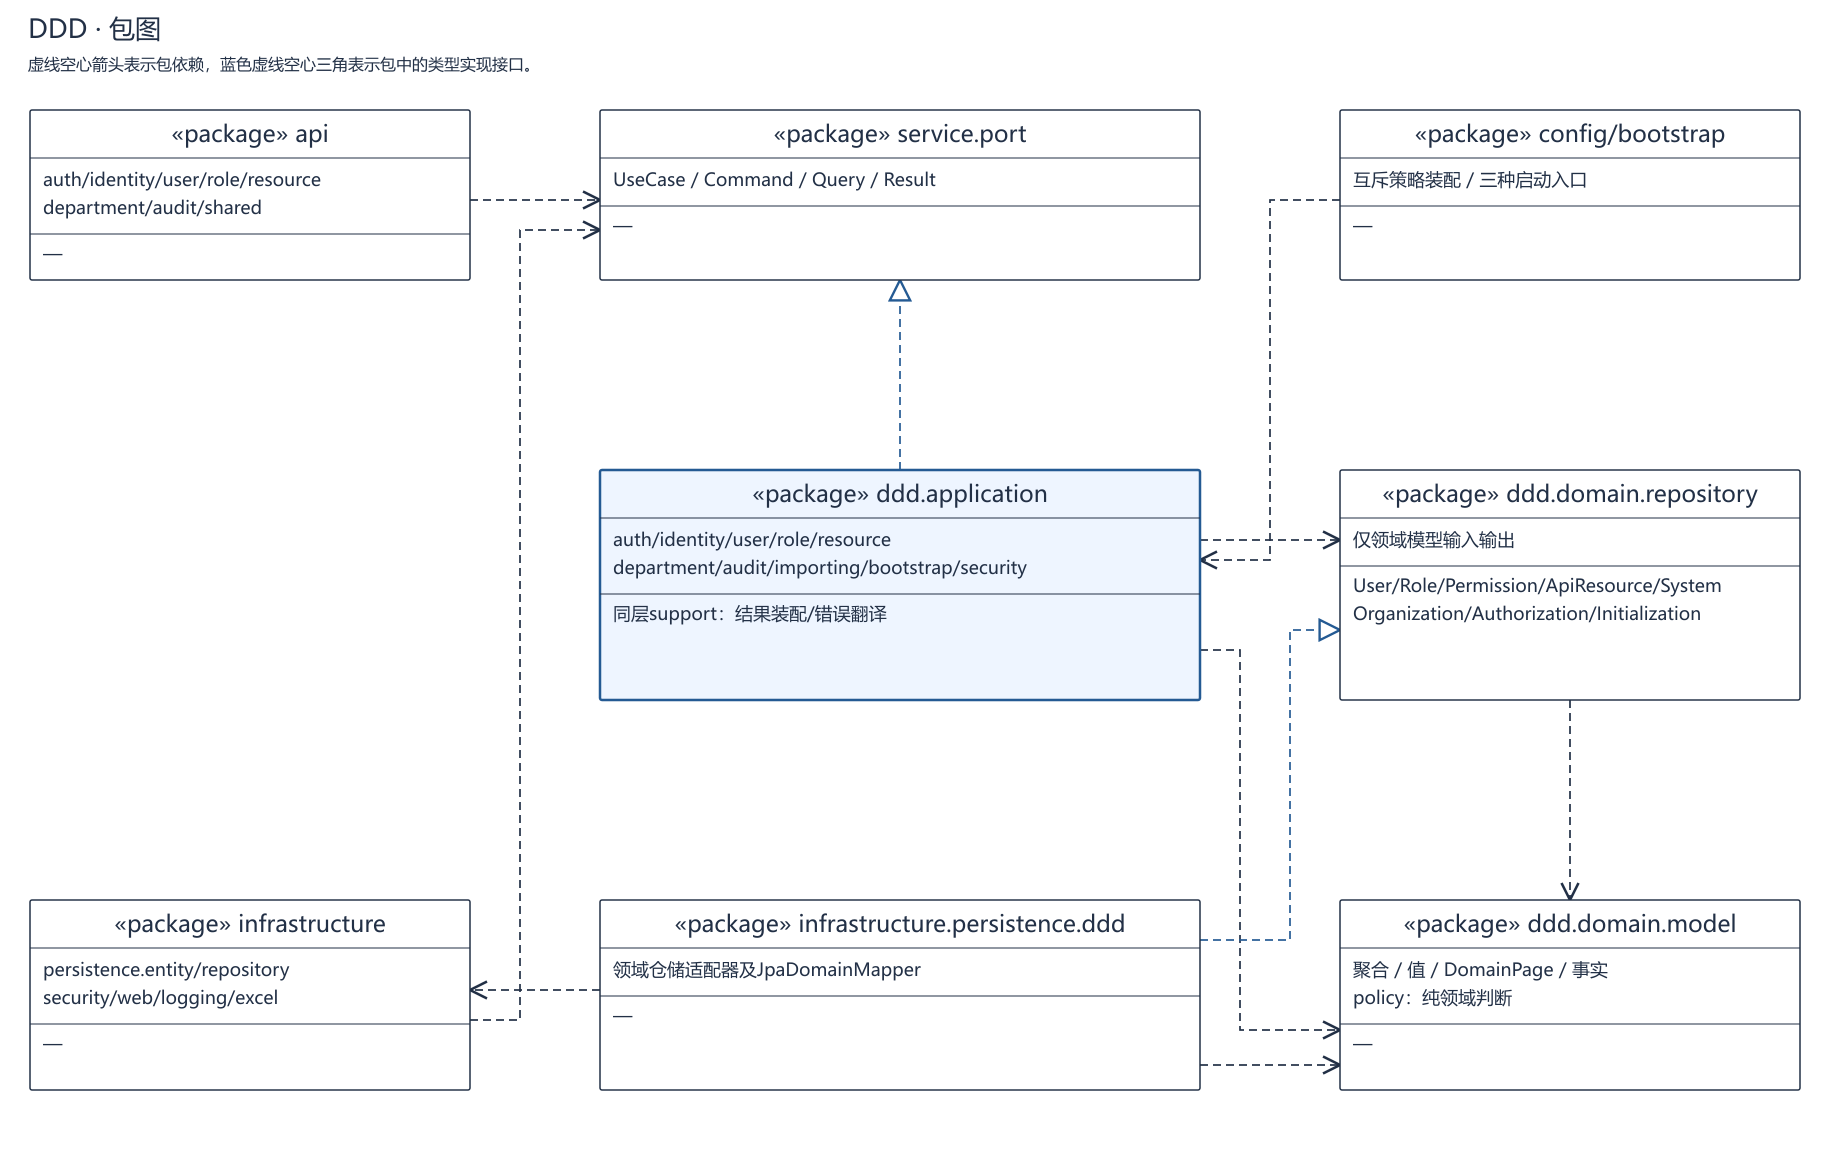 DDD · 包图
虚线空心箭头表示包依赖，蓝色虚线空心三角表示包中的类型实现接口。
«package» api
auth/identity/user/role/resource
department/audit/shared
—
«package» service.port
UseCase / Command / Query / Result
—
«package» config/bootstrap
互斥策略装配 / 三种启动入口
—
«package» ddd.application
auth/identity/user/role/resource
department/audit/importing/bootstrap/security
同层support：结果装配/错误翻译
«package» ddd.domain.repository
仅领域模型输入输出
User/Role/Permission/ApiResource/System
Organization/Authorization/Initialization
«package» infrastructure
persistence.entity/repository
security/web/logging/excel
—
«package» infrastructure.persistence.ddd
领域仓储适配器及JpaDomainMapper
—
«package» ddd.domain.model
聚合 / 值 / DomainPage / 事实
policy：纯领域判断
—